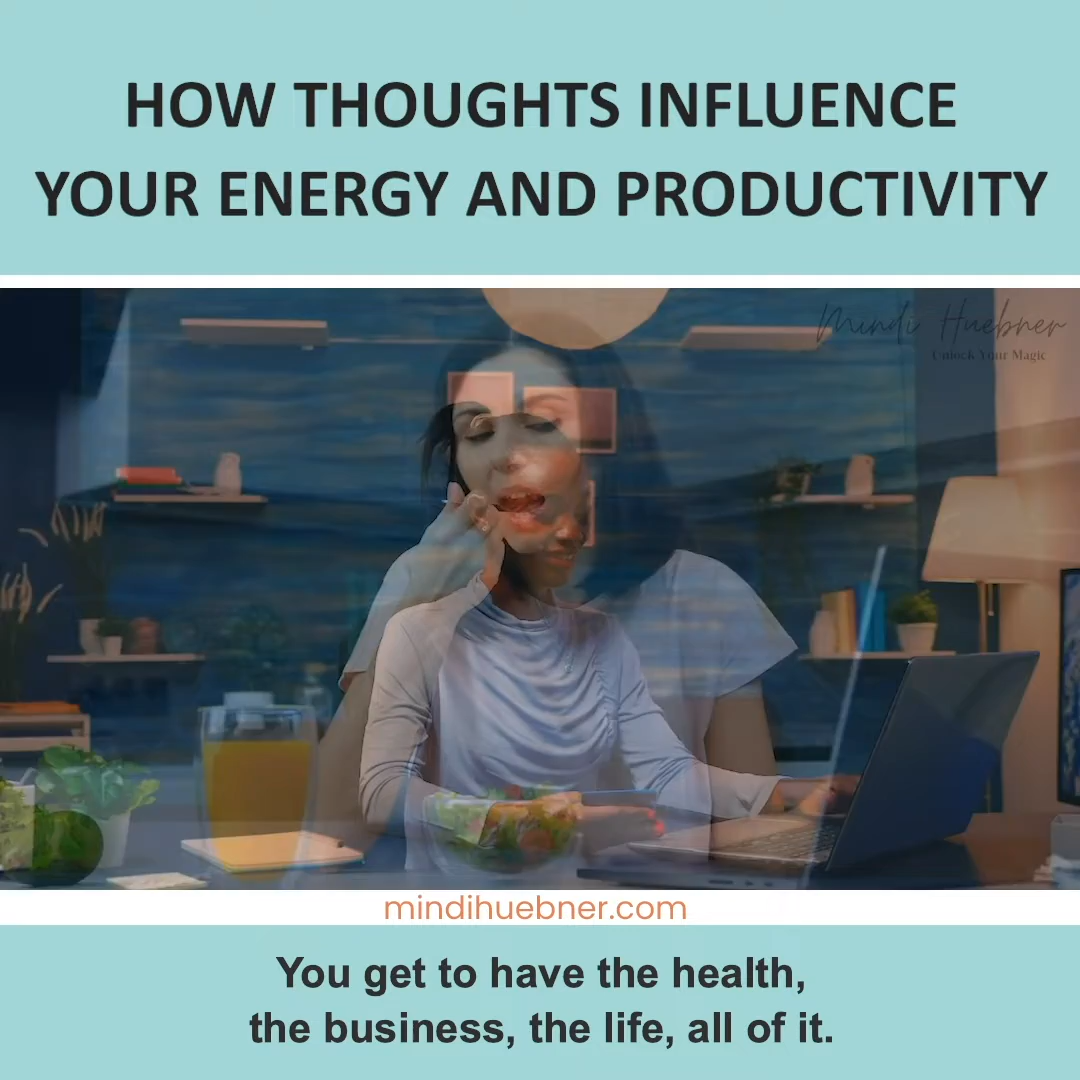 HOW THOUGHTS INFLUENCE
YOUR ENERGY AND PRODUCTIVITY
Mindi Huebner
Unlock Your Magic
mindihuebner.com
You get to have the health,
the business, the life, all of it.